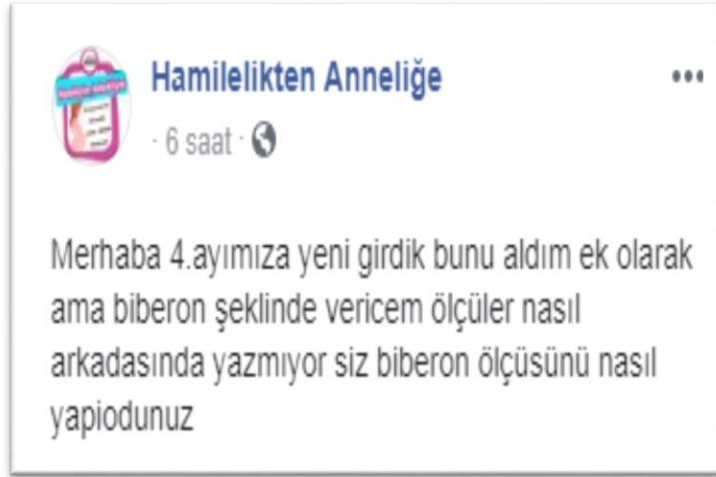 Hamilelikten Anneliğe
· 6 saat ·
Merhaba 4.ayımıza yeni girdik bunu aldım ek olarak
ama biberon şeklinde vericem ölçüler nasıl
arkadasında yazmıyor siz biberon ölçüsünü nasıl
yapiodunuz